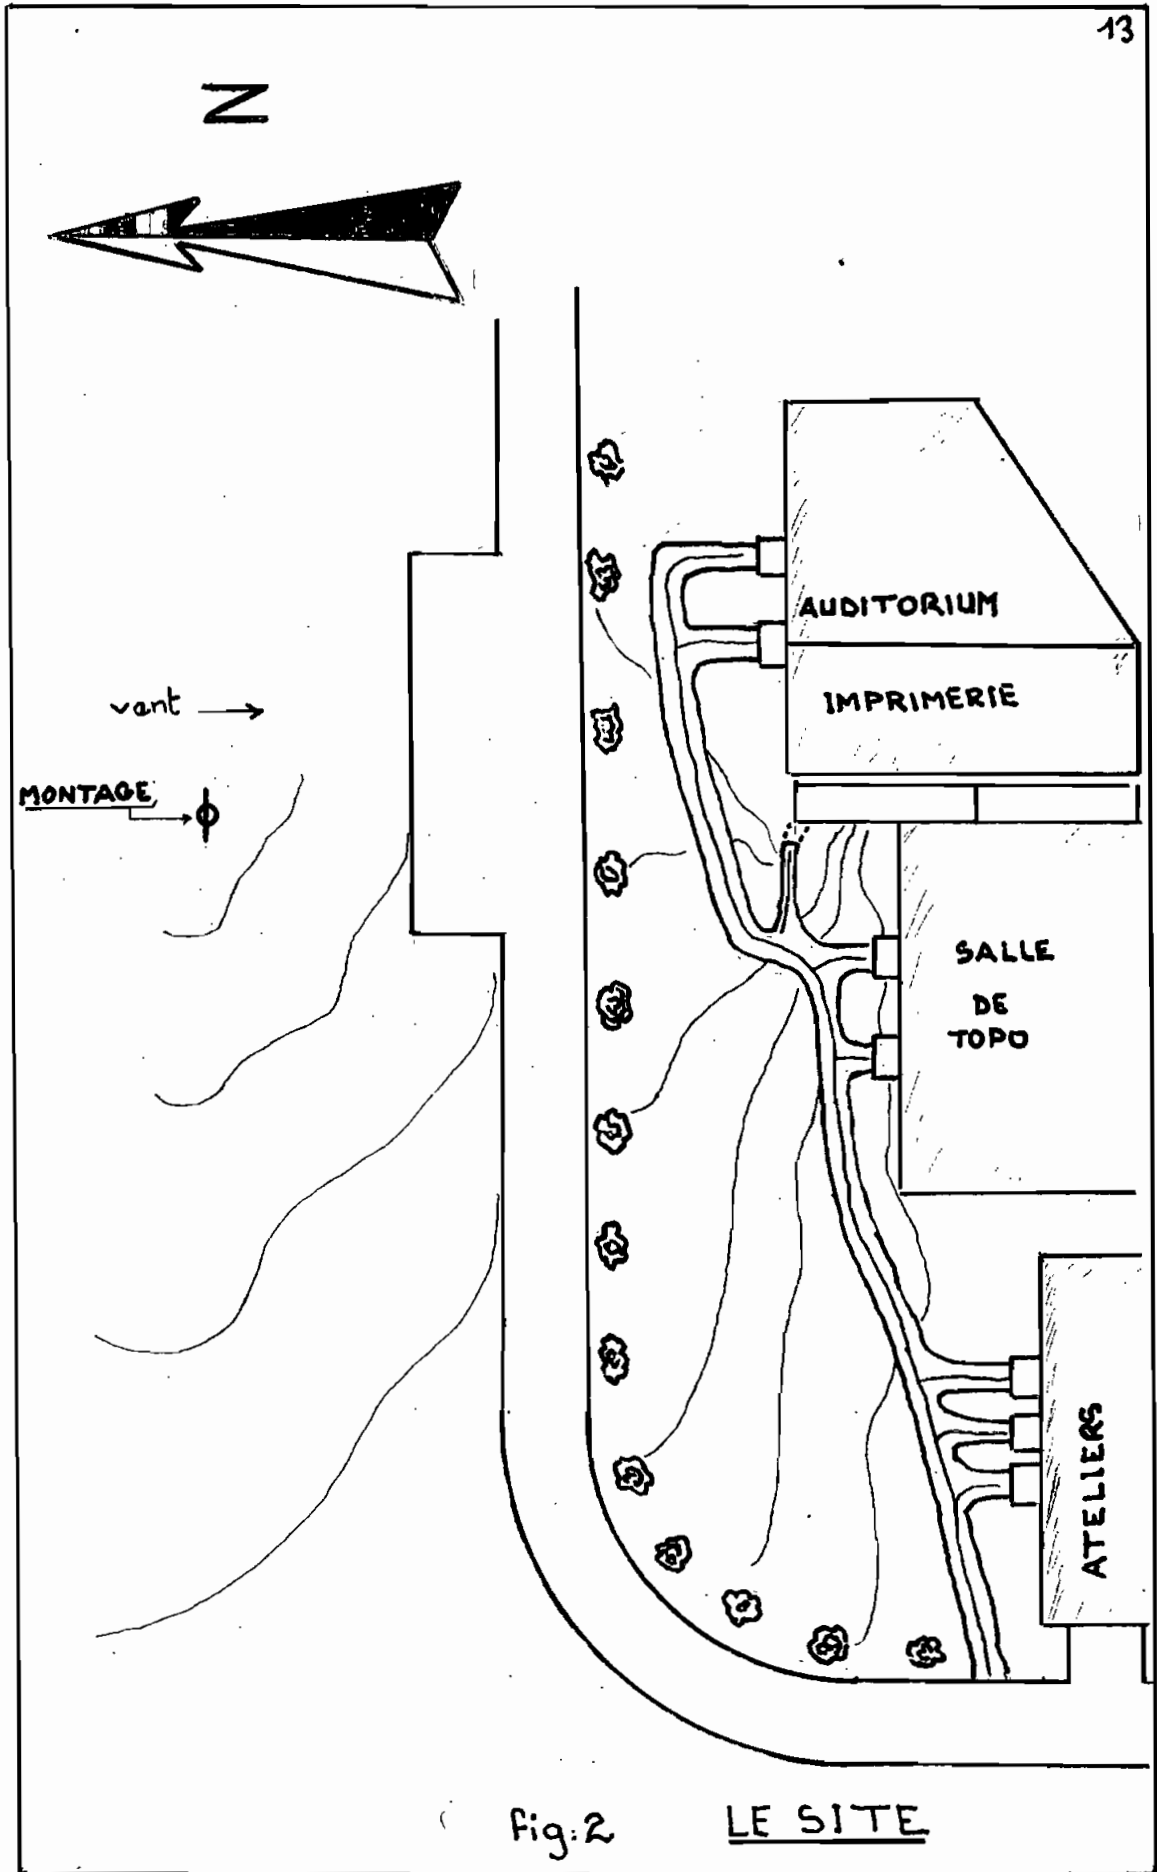 13
N
AUDITORIUM
IMPRIMERIE
vent
MONTAGE
SALLE
DE
TOPO
ATELIERS
fig:2 LE SITE